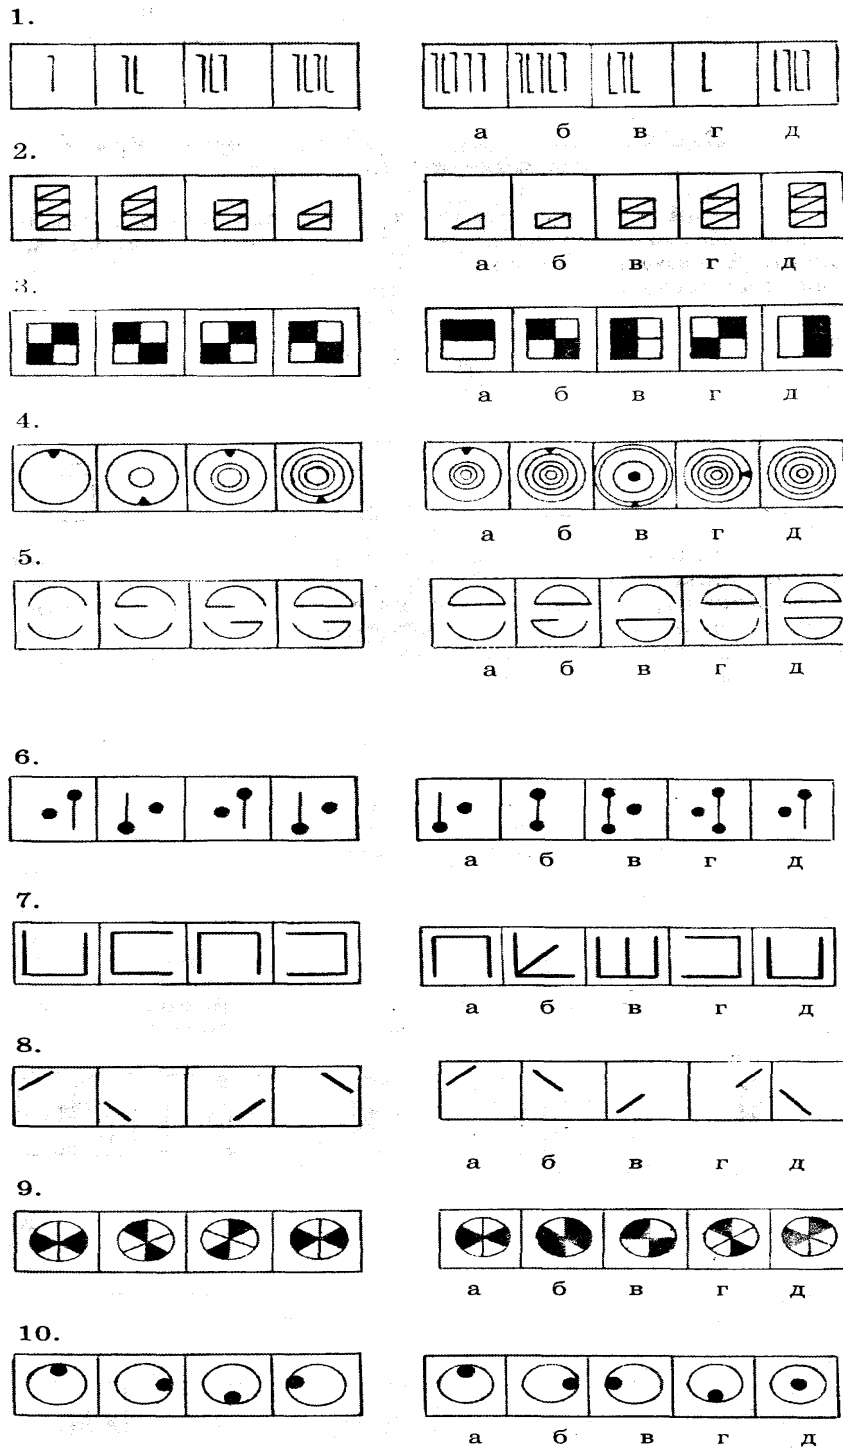 1.
а б в г д
2.
а б в г д
3.
а б в г д
4.
а б в г д
5.
а б в г д
6.
а б в г д
7.
а б в г д
8.
а б в г д
9.
а б в г д
10.
а б в г д